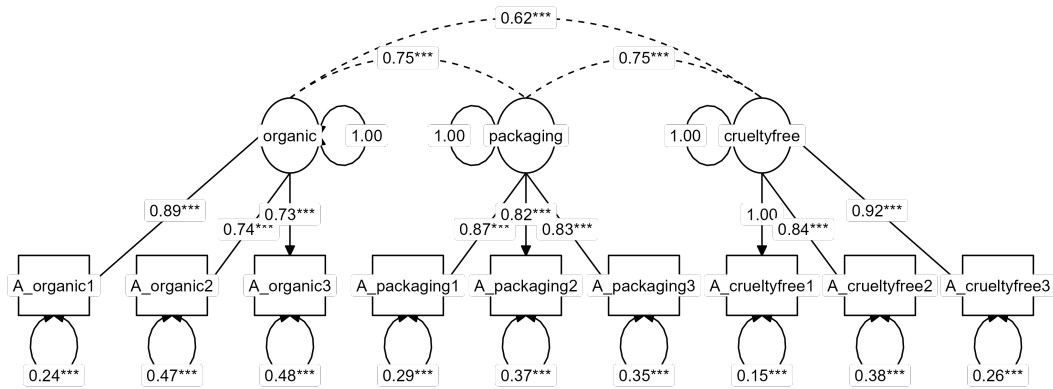 0.62***
0.75***
0.75***
organic
1.00
1.00
packaging
1.00
crueltyfree
0.89***
0.74***
0.73***
0.87***
0.82***
0.83***
1.00
0.84***
0.92***
A_organic1
A_organic2
A_organic3
A_packaging1
A_packaging2
A_packaging3
A_crueltyfree1
A_crueltyfree2
A_crueltyfree3
0.24***
0.47***
0.48***
0.29***
0.37***
0.35***
0.15***
0.38***
0.26***